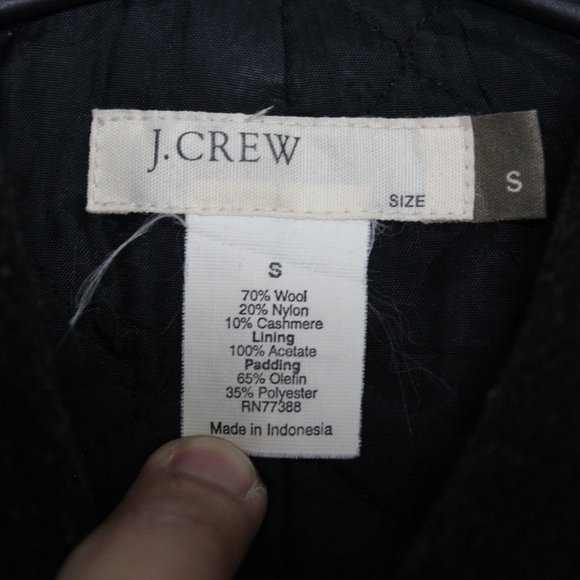 J.CREW
SIZE
S
S
70% Wool
20% Nylon
10% Cashmere
Lining
100% Acetate
Padding
65% Olefin
35% Polyester
RN77388
Made in Indonesia